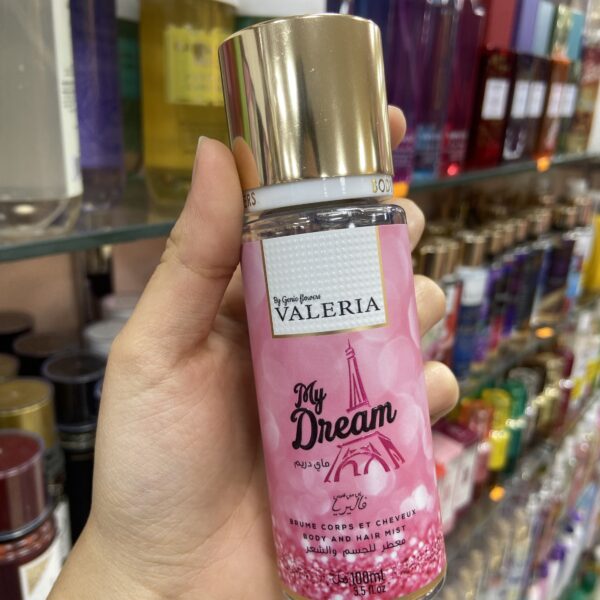 By Genie flowers
VALERIA
My
Dream
ماي دريم
فاليريا
BRUME CORPS ET CHEVEUX
BODY AND HAIR MIST
معطر للجسم والشعر
100ml مل
3.5 fl.oz